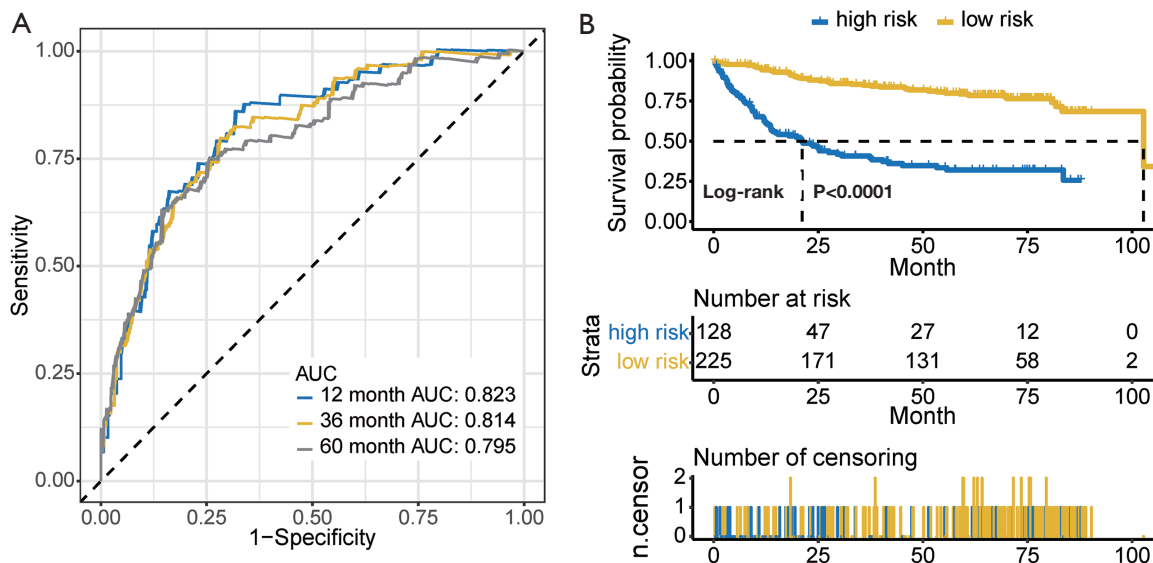 A
1.00
0.75
0.50
0.25
0.00
Sensitivity
AUC
12 month AUC: 0.823
36 month AUC: 0.814
60 month AUC: 0.795
0.00 0.25 0.50 0.75 1.00
1−Specificity
B
high risk low risk
Survival probability
1.00
0.75
0.50
0.25
0.00
Log-rank P<0.0001
0 25 50 75 100
Month
Number at risk
Strata
high risk 128 47 27 12 0
low risk 225 171 131 58 2
0 25 50 75 100
Month
Number of censoring
n.censor
2
1
0
0 25 50 75 100